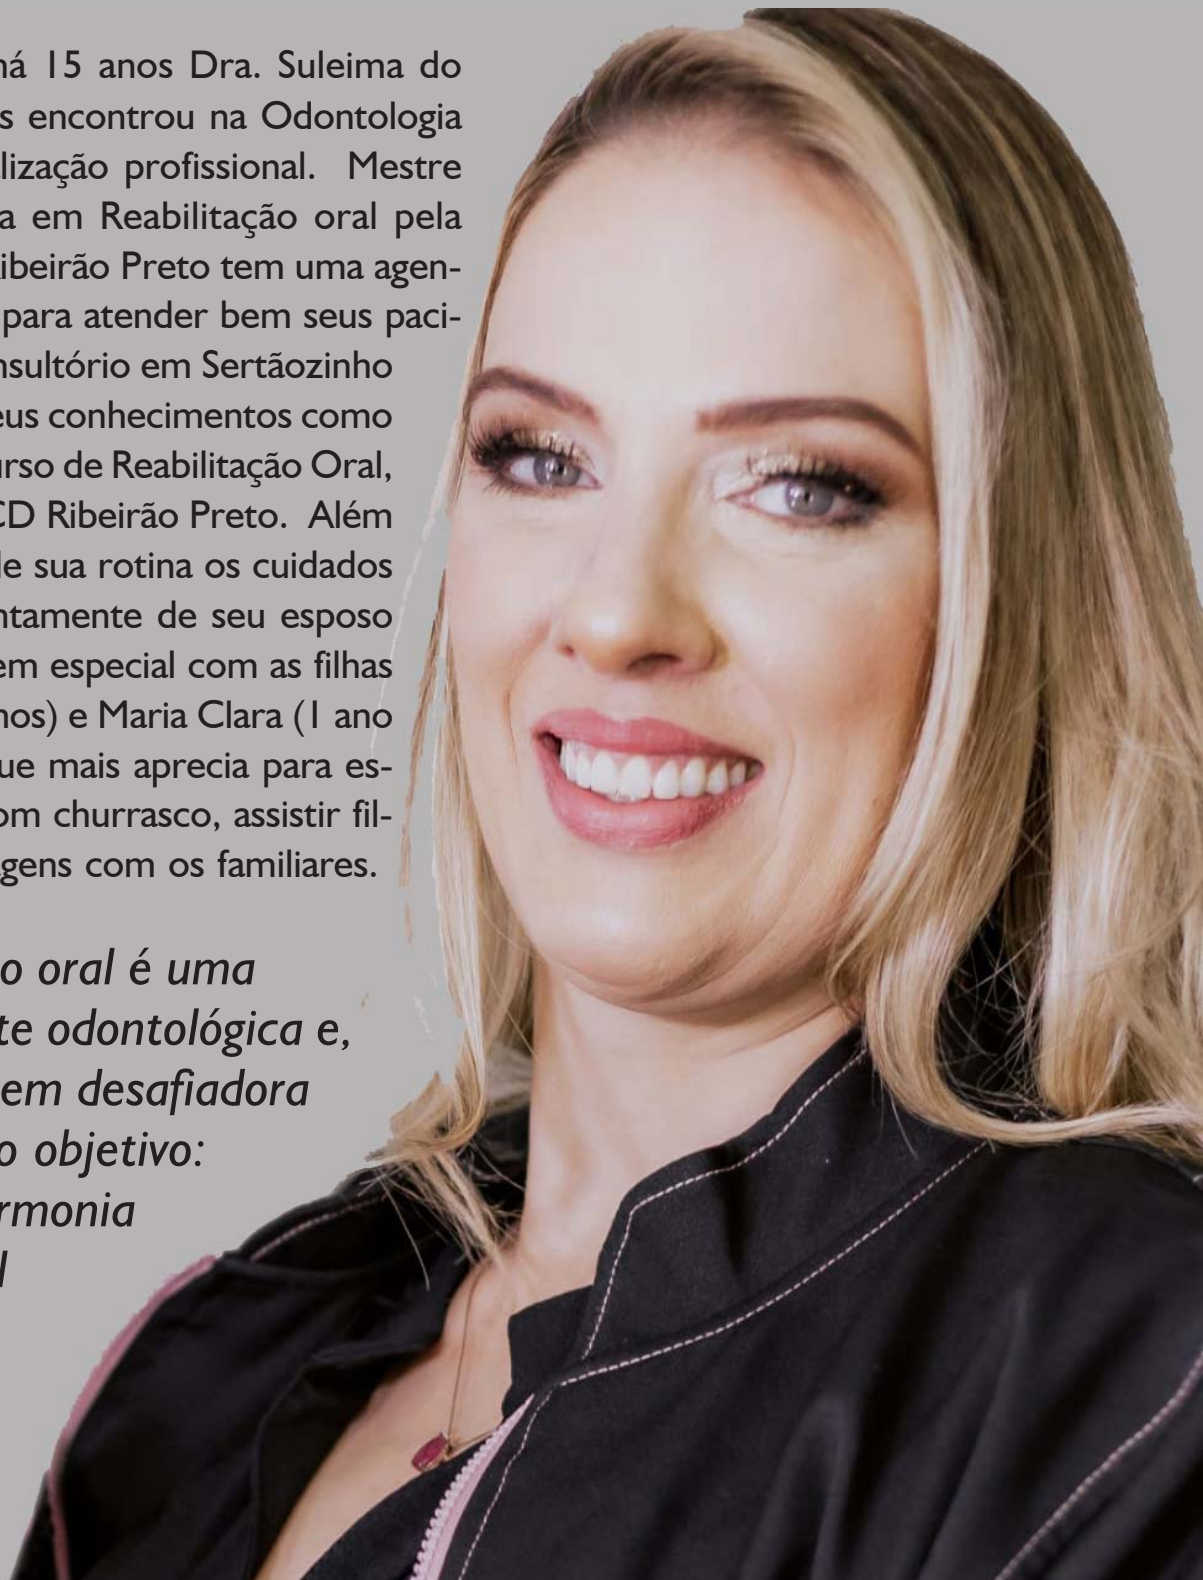 há 15 anos Dra. Suleima do
s encontrou na Odontologia
lização profissional. Mestre
a em Reabilitação oral pela
ibeirão Preto tem uma agen-
para atender bem seus paci-
nsultório em Sertãozinho
eus conhecimentos como
urso de Reabilitação Oral,
CD Ribeirão Preto. Além
de sua rotina os cuidados
ntamente de seu esposo
em especial com as filhas
nos) e Maria Clara (1 ano
que mais aprecia para es-
om churrasco, assistir fil-
gens com os familiares.
o oral é uma
te odontológica e,
em desafiadora
o objetivo:
rmonia
l